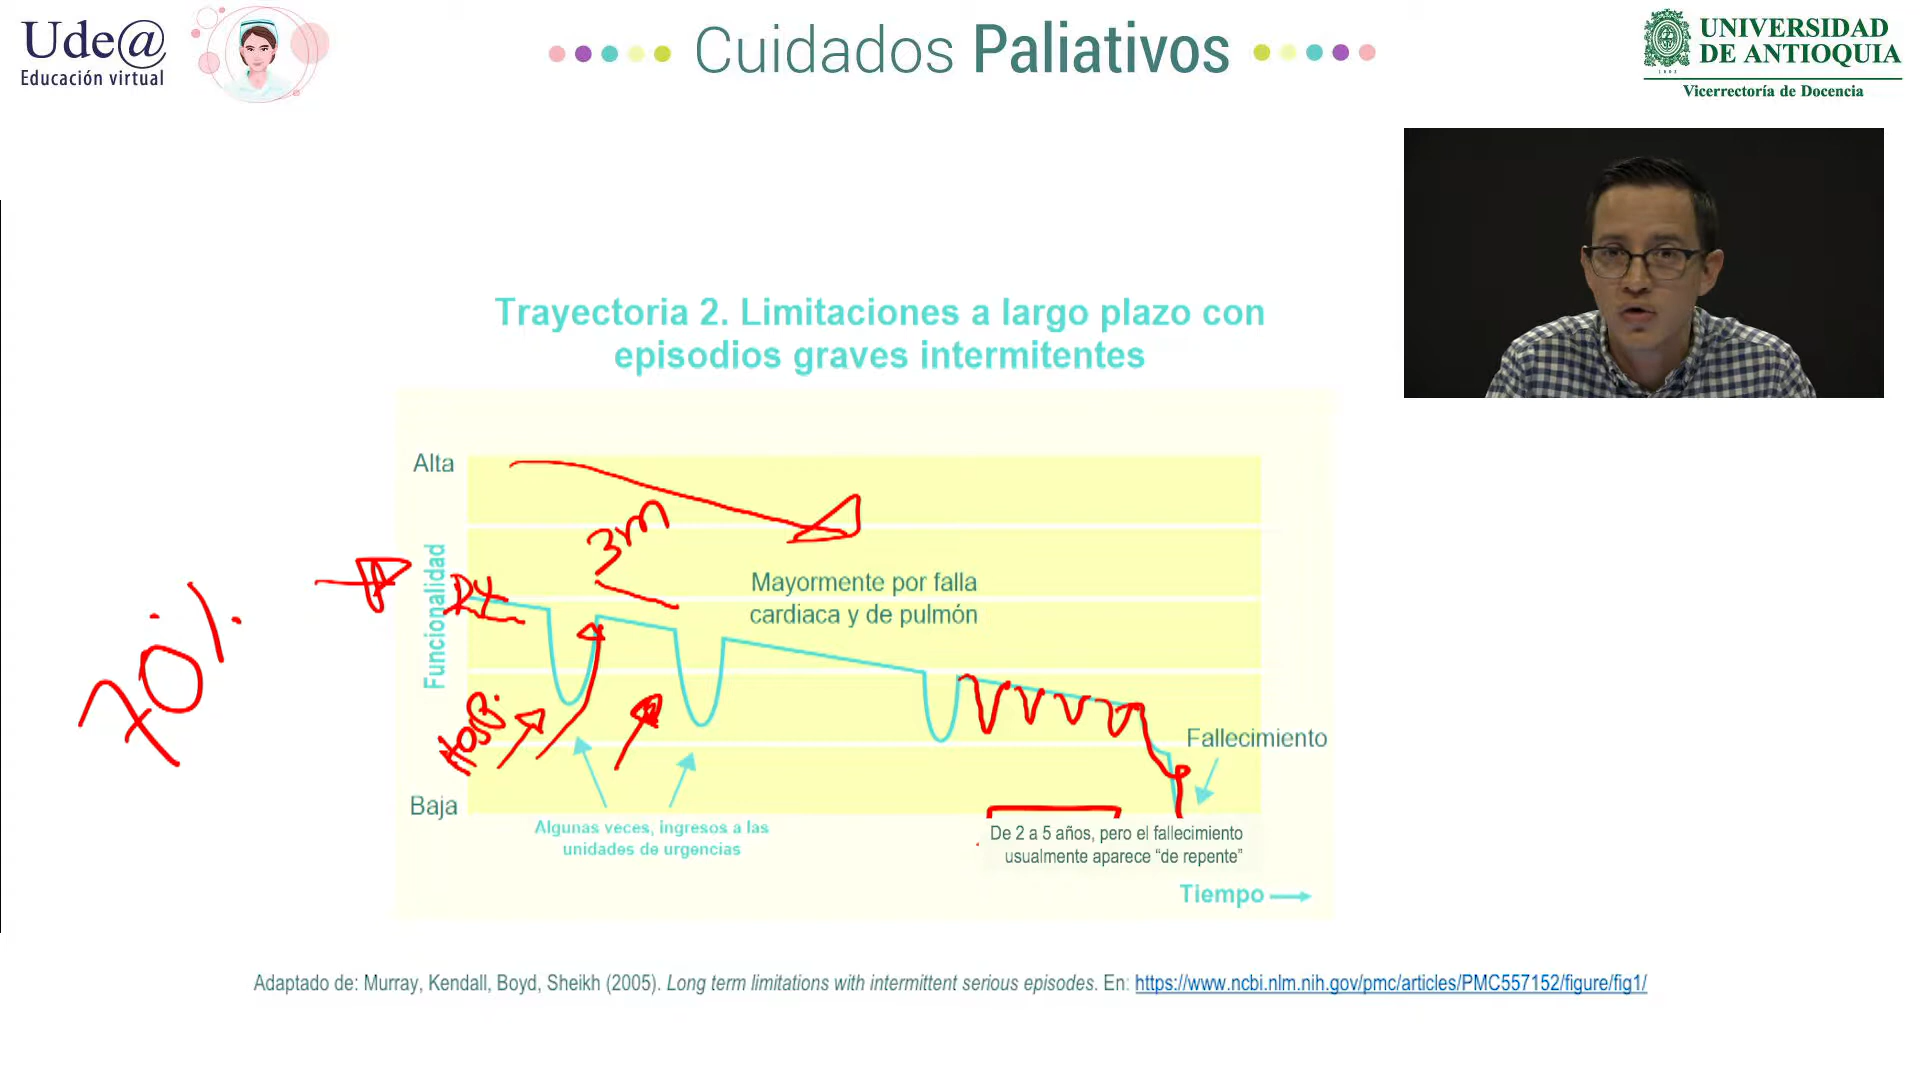 Ude@
Educación virtual
Cuidados Paliativos
UNIVERSIDAD
DE ANTIOQUIA
1803
Vicerrectoría de Docencia
Trayectoria 2. Limitaciones a largo plazo con
episodios graves intermitentes
Alta
3m
Funcionalidad
Mayormente por falla
cardiaca y de pulmón
70%
Hosp.
Fallecimiento
Baja
Algunas veces, ingresos a las
unidades de urgencias
De 2 a 5 años, pero el fallecimiento
usualmente aparece “de repente”
Tiempo
Adaptado de: Murray, Kendall, Boyd, Sheikh (2005). Long term limitations with intermittent serious episodes. En: https://www.ncbi.nlm.nih.gov/pmc/articles/PMC557152/figure/fig1/